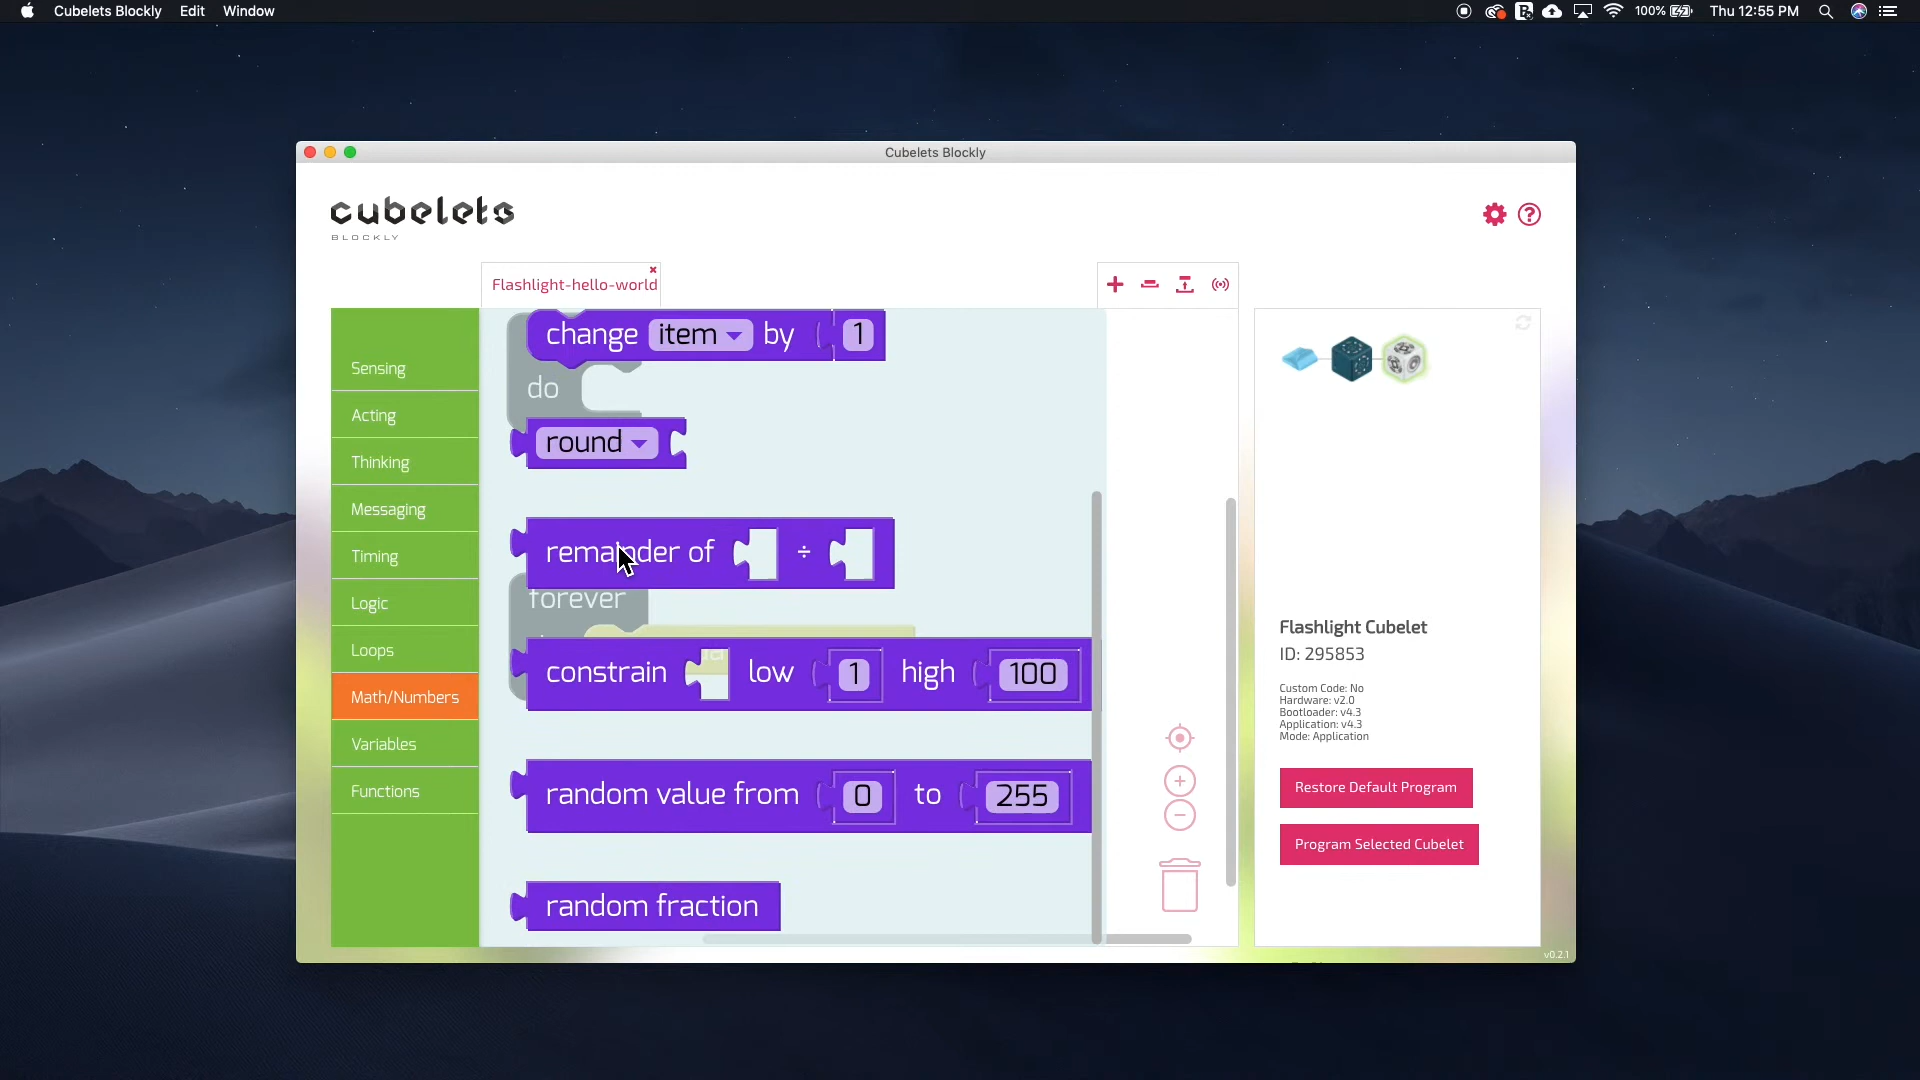 Cubelets Blockly Edit Window 100% Thu 12:55 PM
Cubelets Blockly
cubelets
BLOCKLY
Flashlight-hello-world
Sensing
Acting
Thinking
Messaging
Timing
Logic
Loops
Math/Numbers
Variables
Functions
change item by 1
do
round
remainder of ÷
forever
constrain low 1 high 100
random value from 0 to 255
random fraction
Flashlight Cubelet
ID: 295853
Custom Code: No
Hardware: v2.0
Bootloader: v4.3
Application: v4.3
Mode: Application
Restore Default Program
Program Selected Cubelet
v0.2.1